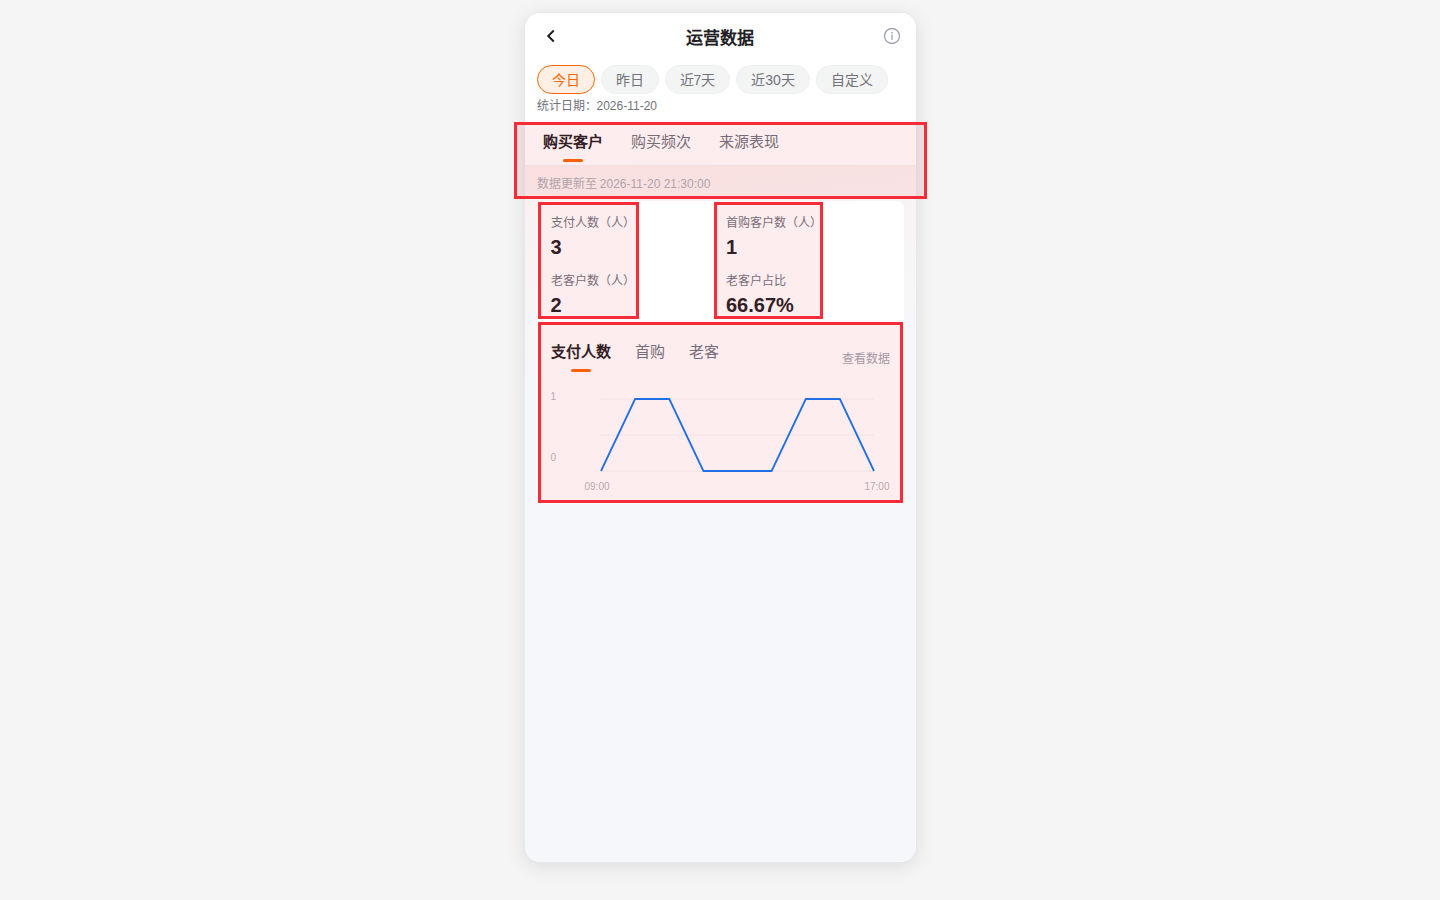 运营数据
今日 昨日 近7天 近30天 自定义
统计日期：2026-11-20
购买客户 购买频次 来源表现
数据更新至 2026-11-20 21:30:00
支付人数（人） 首购客户数（人）
3 1
老客户数（人） 老客户占比
2 66.67%
支付人数 首购 老客 查看数据
1
0
09:00 17:00